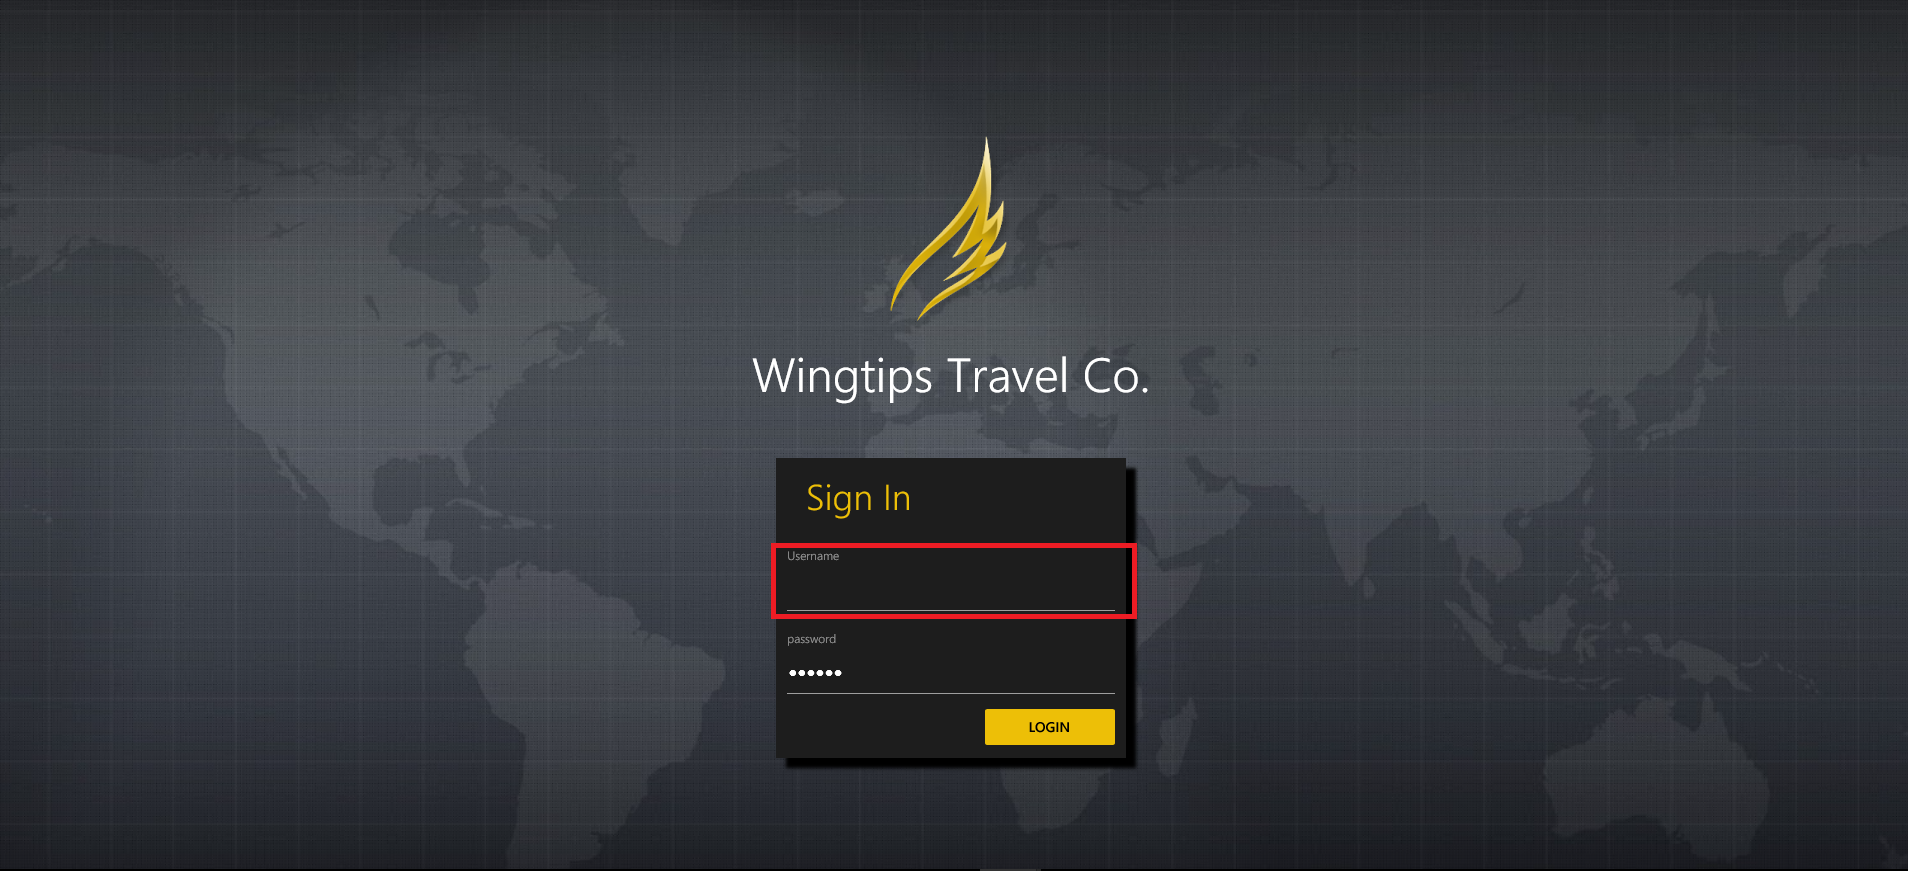 Wingtips Travel Co.
Sign In
Username
password
••••••
LOGIN